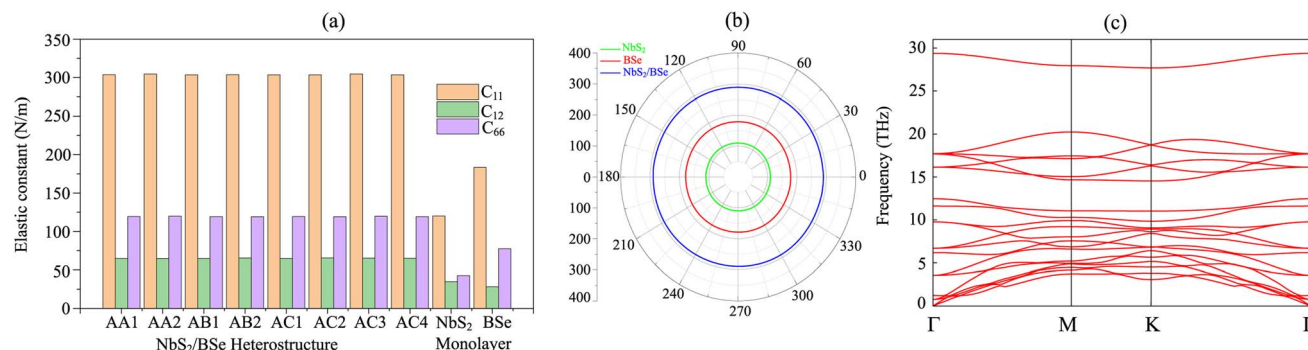 (a)
Elastic constant (N/m)
350
300
250
200
150
100
50
0
C₁₁
C₁₂
C₆₆
AA1 AA2 AB1 AB2 AC1 AC2 AC3 AC4 NbS₂ BSe
NbS₂/BSe Heterostructure Monolayer
(b)
NbS₂
BSe
NbS₂/BSe
400
300
200
100
0
100
200
300
400
90
120 60
150 30
180 0
210 330
240 300
270
(c)
Frequency (THz)
30
25
20
15
10
5
0
Γ M K Γ